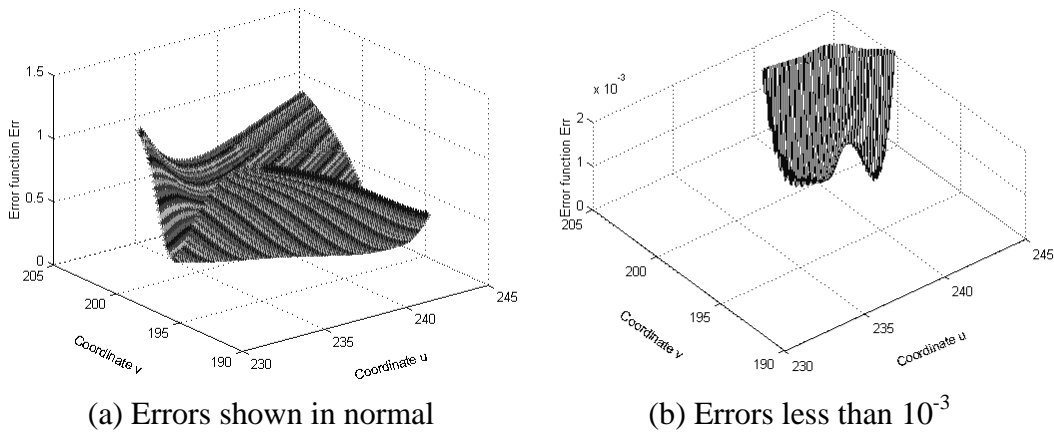 1.5
1
0.5
0
Error function Err
205
200
195
190
Coordinate v
230
235
240
245
Coordinate u
(a) Errors shown in normal
x 10⁻³
2
1
0
Error function Err
205
200
195
190
Coordinate v
230
235
240
245
Coordinate u
(b) Errors less than 10⁻³